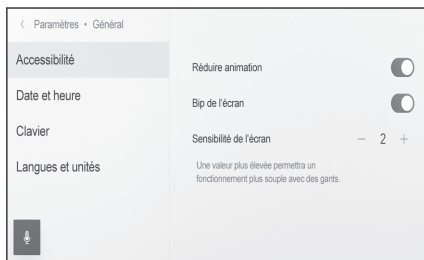 Paramètres • Général
Accessibilité
Réduire animation
Date et heure
Bip de l'écran
Clavier
Sensibilité de l'écran
− 2 +
Langues et unités
Une valeur plus élevée permettra un
fonctionnement plus souple avec des gants.